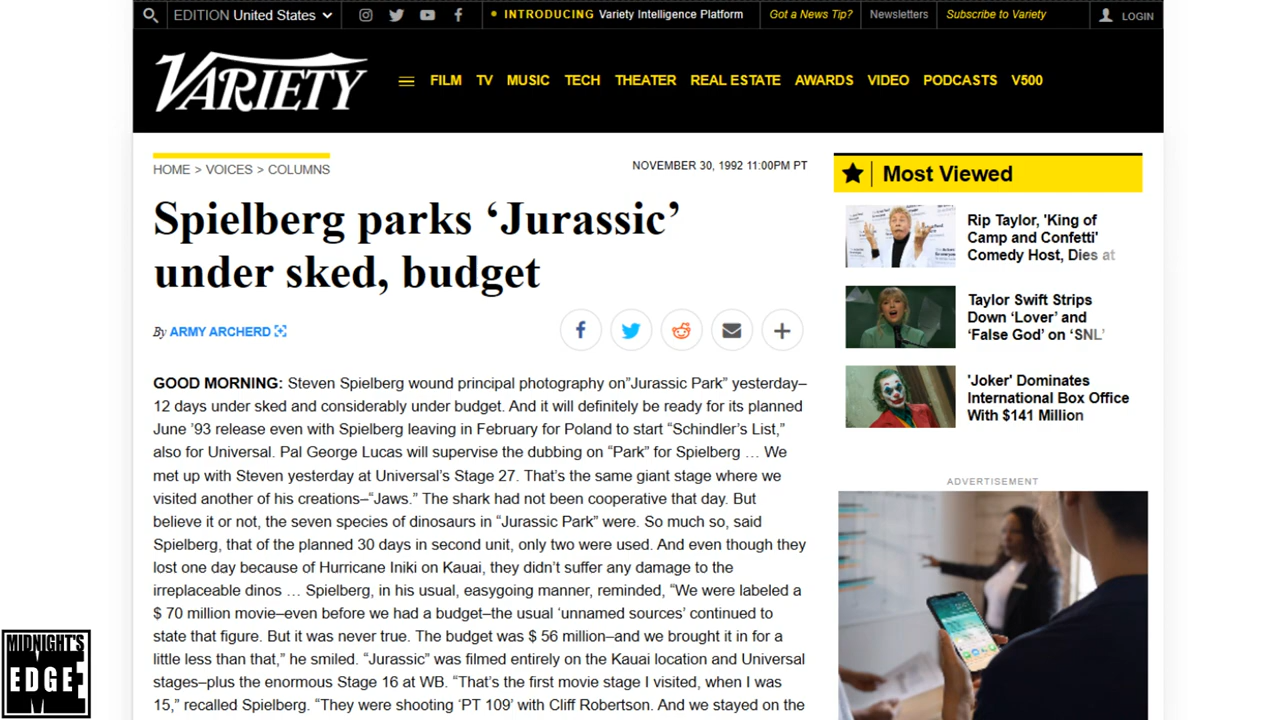 EDITION United States
INTRODUCING Variety Intelligence Platform
Got a News Tip?
Newsletters
Subscribe to Variety
LOGIN
VARIETY
FILM TV MUSIC TECH THEATER REAL ESTATE AWARDS VIDEO PODCASTS V500
HOME > VOICES > COLUMNS
NOVEMBER 30, 1992 11:00PM PT
Spielberg parks ‘Jurassic’
under sked, budget
By ARMY ARCHERD
GOOD MORNING: Steven Spielberg wound principal photography on”Jurassic Park” yesterday–
12 days under sked and considerably under budget. And it will definitely be ready for its planned
June ’93 release even with Spielberg leaving in February for Poland to start “Schindler’s List,”
also for Universal. Pal George Lucas will supervise the dubbing on “Park” for Spielberg … We
met up with Steven yesterday at Universal’s Stage 27. That’s the same giant stage where we
visited another of his creations–“Jaws.” The shark had not been cooperative that day. But
believe it or not, the seven species of dinosaurs in “Jurassic Park” were. So much so, said
Spielberg, that of the planned 30 days in second unit, only two were used. And even though they
lost one day because of Hurricane Iniki on Kauai, they didn’t suffer any damage to the
irreplaceable dinos … Spielberg, in his usual, easygoing manner, reminded, “We were labeled a
$ 70 million movie–even before we had a budget–the usual ‘unnamed sources’ continued to
state that figure. But it was never true. The budget was $ 56 million–and we brought it in for a
little less than that,” he smiled. “Jurassic” was filmed entirely on the Kauai location and Universal
stages–plus the enormous Stage 16 at WB. “That’s the first movie stage I visited, when I was
15,” recalled Spielberg. “They were shooting ‘PT 109’ with Cliff Robertson. And we stayed on the
Most Viewed
Rip Taylor, 'King of
Camp and Confetti'
Comedy Host, Dies at
Taylor Swift Strips
Down ‘Lover’ and
‘False God’ on ‘SNL’
'Joker' Dominates
International Box Office
With $141 Million
ADVERTISEMENT
MIDNIGHT'S
EDGE
ME